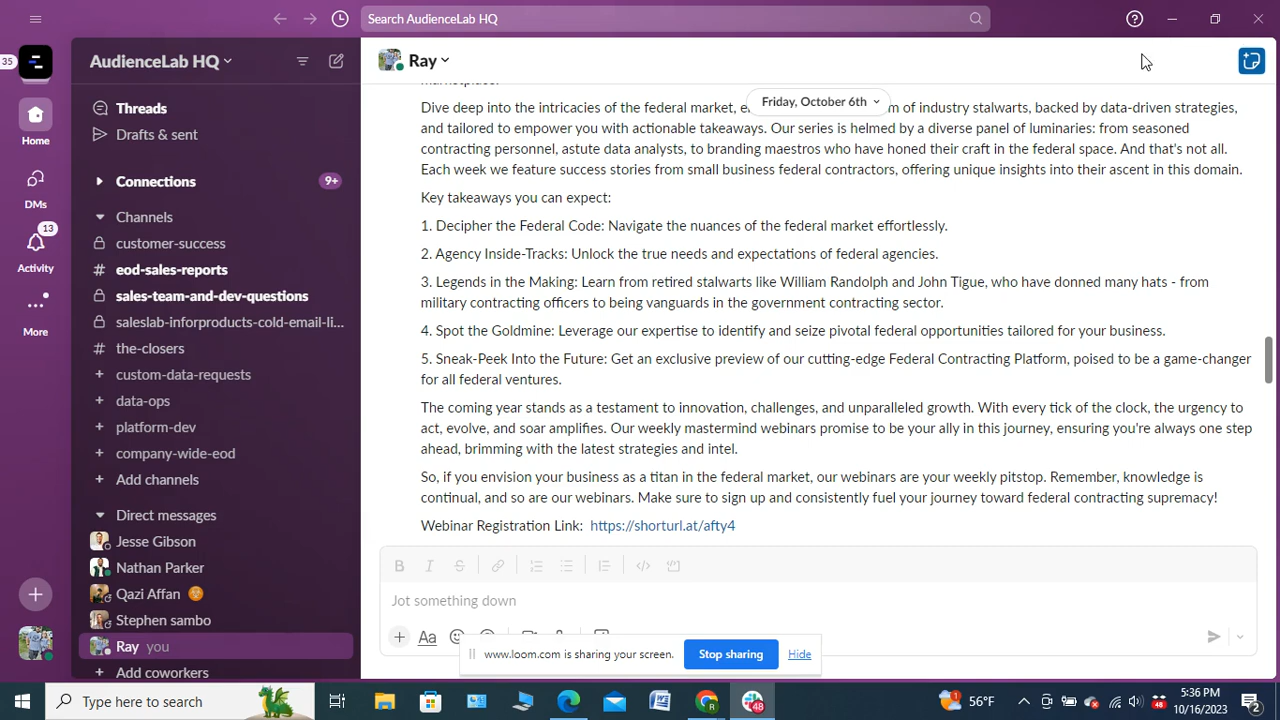 Search AudienceLab HQ
35
AudienceLab HQ
Ray
Home
DMs
13
Activity
More
Threads
Drafts & sent
Connections
9+
Channels
customer-success
# eod-sales-reports
sales-team-and-dev-questions
saleslab-inforproducts-cold-email-li...
# the-closers
+ custom-data-requests
+ data-ops
+ platform-dev
+ company-wide-eod
+ Add channels
Direct messages
Jesse Gibson
Nathan Parker
Qazi Affan
Stephen sambo
Ray you
Add coworkers
Friday, October 6th
Dive deep into the intricacies of the federal market, e m of industry stalwarts, backed by data-driven strategies,
and tailored to empower you with actionable takeaways. Our series is helmed by a diverse panel of luminaries: from seasoned
contracting personnel, astute data analysts, to branding maestros who have honed their craft in the federal space. And that's not all.
Each week we feature success stories from small business federal contractors, offering unique insights into their ascent in this domain.
Key takeaways you can expect:
1. Decipher the Federal Code: Navigate the nuances of the federal market effortlessly.
2. Agency Inside-Tracks: Unlock the true needs and expectations of federal agencies.
3. Legends in the Making: Learn from retired stalwarts like William Randolph and John Tigue, who have donned many hats - from
military contracting officers to being vanguards in the government contracting sector.
4. Spot the Goldmine: Leverage our expertise to identify and seize pivotal federal opportunities tailored for your business.
5. Sneak-Peek Into the Future: Get an exclusive preview of our cutting-edge Federal Contracting Platform, poised to be a game-changer
for all federal ventures.
The coming year stands as a testament to innovation, challenges, and unparalleled growth. With every tick of the clock, the urgency to
act, evolve, and soar amplifies. Our weekly mastermind webinars promise to be your ally in this journey, ensuring you're always one step
ahead, brimming with the latest strategies and intel.
So, if you envision your business as a titan in the federal market, our webinars are your weekly pitstop. Remember, knowledge is
continual, and so are our webinars. Make sure to sign up and consistently fuel your journey toward federal contracting supremacy!
Webinar Registration Link: https://shorturl.at/afty4
B I S
Jot something down
+ Aa
www.loom.com is sharing your screen. Stop sharing Hide
Type here to search
48
56°F
48
5:36 PM
10/16/2023
2